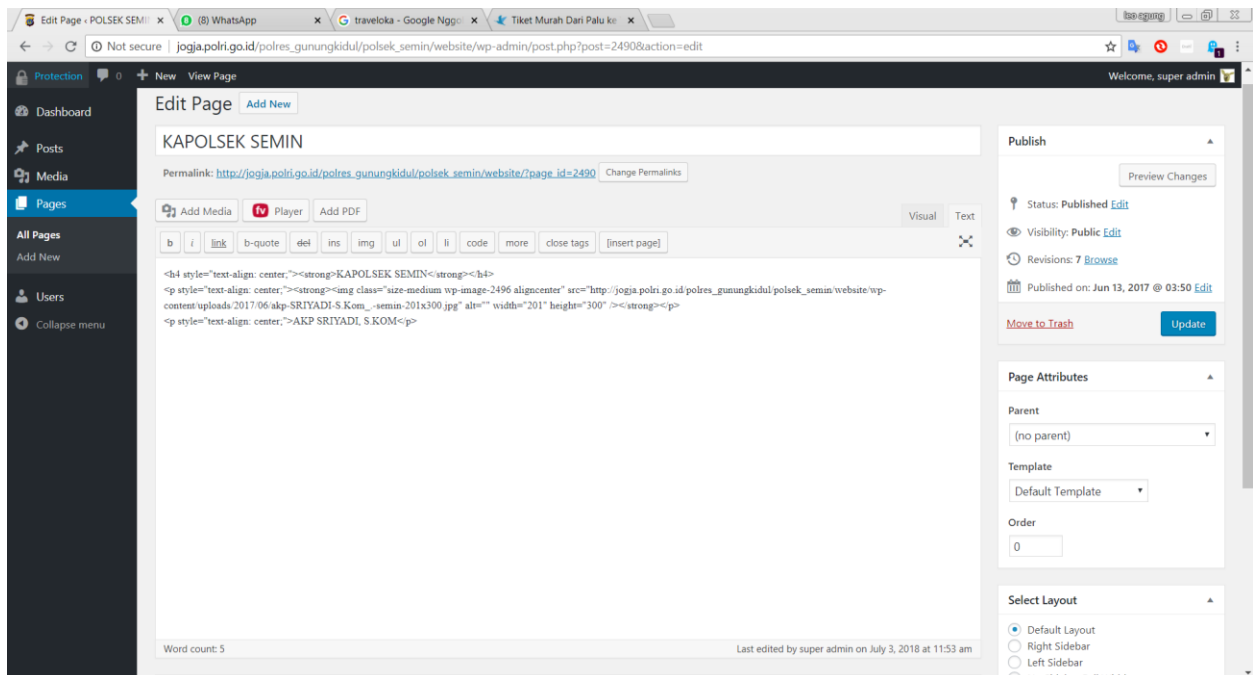 Edit Page ‹ POLSEK SEMI
(8) WhatsApp
traveloka - Google Nggo
Tiket Murah Dari Palu ke
iso agung
Not secure
jogja.polri.go.id/polres_gunungkidul/polsek_semin/website/wp-admin/post.php?post=2490&action=edit
1
Protection 0 New View Page
Welcome, super admin
Dashboard
Posts
Media
Pages
All Pages
Add New
Users
Collapse menu
Edit Page Add New
KAPOLSEK SEMIN
Permalink: http://jogja.polri.go.id/polres_gunungkidul/polsek_semin/website/?page_id=2490 Change Permalinks
Add Media fv Player Add PDF
Visual Text
b i link b-quote del ins img ul ol li code more close tags [insert page]
<h4 style="text-align: center;"><strong>KAPOLSEK SEMIN</strong></h4>
<p style="text-align: center;"><strong><img class="size-medium wp-image-2496 aligncenter" src="http://jogja.polri.go.id/polres_gunungkidul/polsek_semin/website/wp-
content/uploads/2017/06/akp-SRIYADI-S.Kom_.-semin-201x300.jpg" alt="" width="201" height="300" /></strong></p>
<p style="text-align: center;">AKP SRIYADI, S.KOM</p>
Word count: 5
Last edited by super admin on July 3, 2018 at 11:53 am
Publish
Preview Changes
Status: Published Edit
Visibility: Public Edit
Revisions: 7 Browse
Published on: Jun 13, 2017 @ 03:50 Edit
Move to Trash Update
Page Attributes
Parent
(no parent)
Template
Default Template
Order
0
Select Layout
Default Layout
Right Sidebar
Left Sidebar